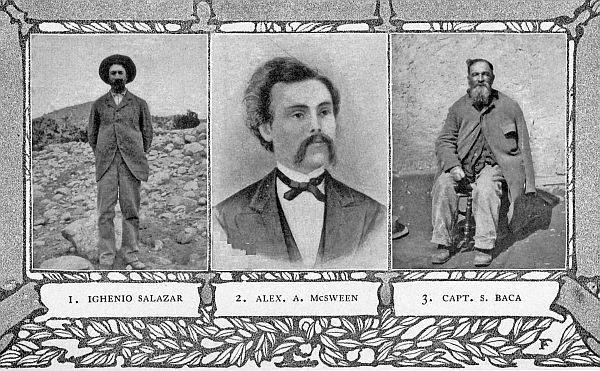 1. IGHENIO SALAZAR
2. ALEX. A. McSWEEN
3. CAPT. S. BACA
F